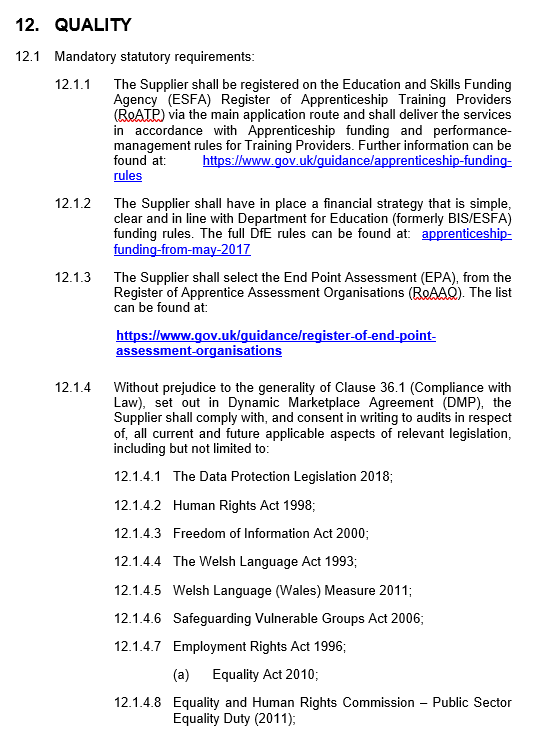 12. QUALITY
12.1 Mandatory statutory requirements:
12.1.1 The Supplier shall be registered on the Education and Skills Funding
Agency (ESFA) Register of Apprenticeship Training Providers
(RoATP) via the main application route and shall deliver the services
in accordance with Apprenticeship funding and performance-
management rules for Training Providers. Further information can be
found at: https://www.gov.uk/guidance/apprenticeship-funding-
rules
12.1.2 The Supplier shall have in place a financial strategy that is simple,
clear and in line with Department for Education (formerly BIS/ESFA)
funding rules. The full DfE rules can be found at: apprenticeship-
funding-from-may-2017
12.1.3 The Supplier shall select the End Point Assessment (EPA), from the
Register of Apprentice Assessment Organisations (RoAAO). The list
can be found at:
https://www.gov.uk/guidance/register-of-end-point-
assessment-organisations
12.1.4 Without prejudice to the generality of Clause 36.1 (Compliance with
Law), set out in Dynamic Marketplace Agreement (DMP), the
Supplier shall comply with, and consent in writing to audits in respect
of, all current and future applicable aspects of relevant legislation,
including but not limited to:
12.1.4.1 The Data Protection Legislation 2018;
12.1.4.2 Human Rights Act 1998;
12.1.4.3 Freedom of Information Act 2000;
12.1.4.4 The Welsh Language Act 1993;
12.1.4.5 Welsh Language (Wales) Measure 2011;
12.1.4.6 Safeguarding Vulnerable Groups Act 2006;
12.1.4.7 Employment Rights Act 1996;
(a) Equality Act 2010;
12.1.4.8 Equality and Human Rights Commission – Public Sector
Equality Duty (2011);